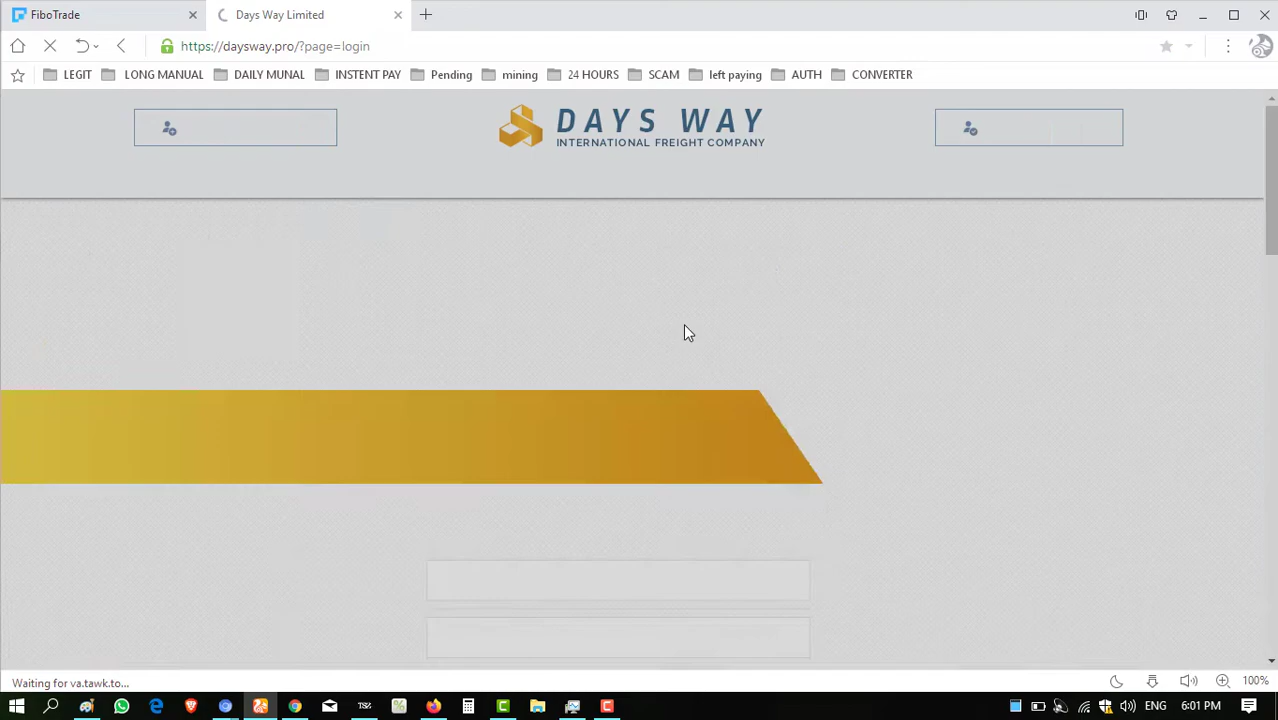 FiboTrade
Days Way Limited
https://daysway.pro/?page=login
LEGIT LONG MANUAL DAILY MUNAL INSTENT PAY Pending mining 24 HOURS SCAM left paying AUTH CONVERTER
DAYS WAY
INTERNATIONAL FREIGHT COMPANY
Waiting for va.tawk.to...
100%
ENG 6:01 PM